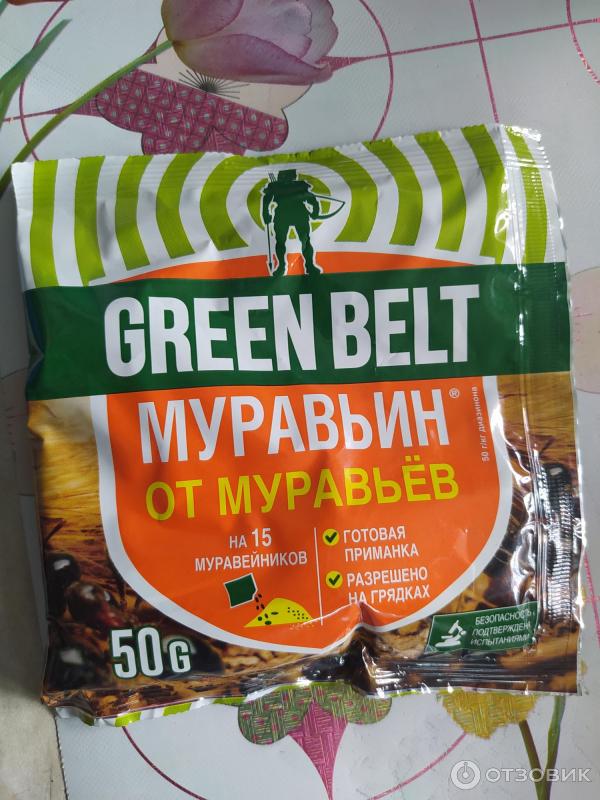 GREEN BELT
МУРАВЬИН®
50 г/кг диазинона
ОТ МУРАВЬЁВ
НА 15
МУРАВЕЙНИКОВ
ГОТОВАЯ
ПРИМАНКА
РАЗРЕШЕНО
НА ГРЯДКАХ
50G
БЕЗОПАСНОСТЬ
ПОДТВЕРЖДЕНА
ИСПЫТАНИЯМИ
ОТЗОВИК